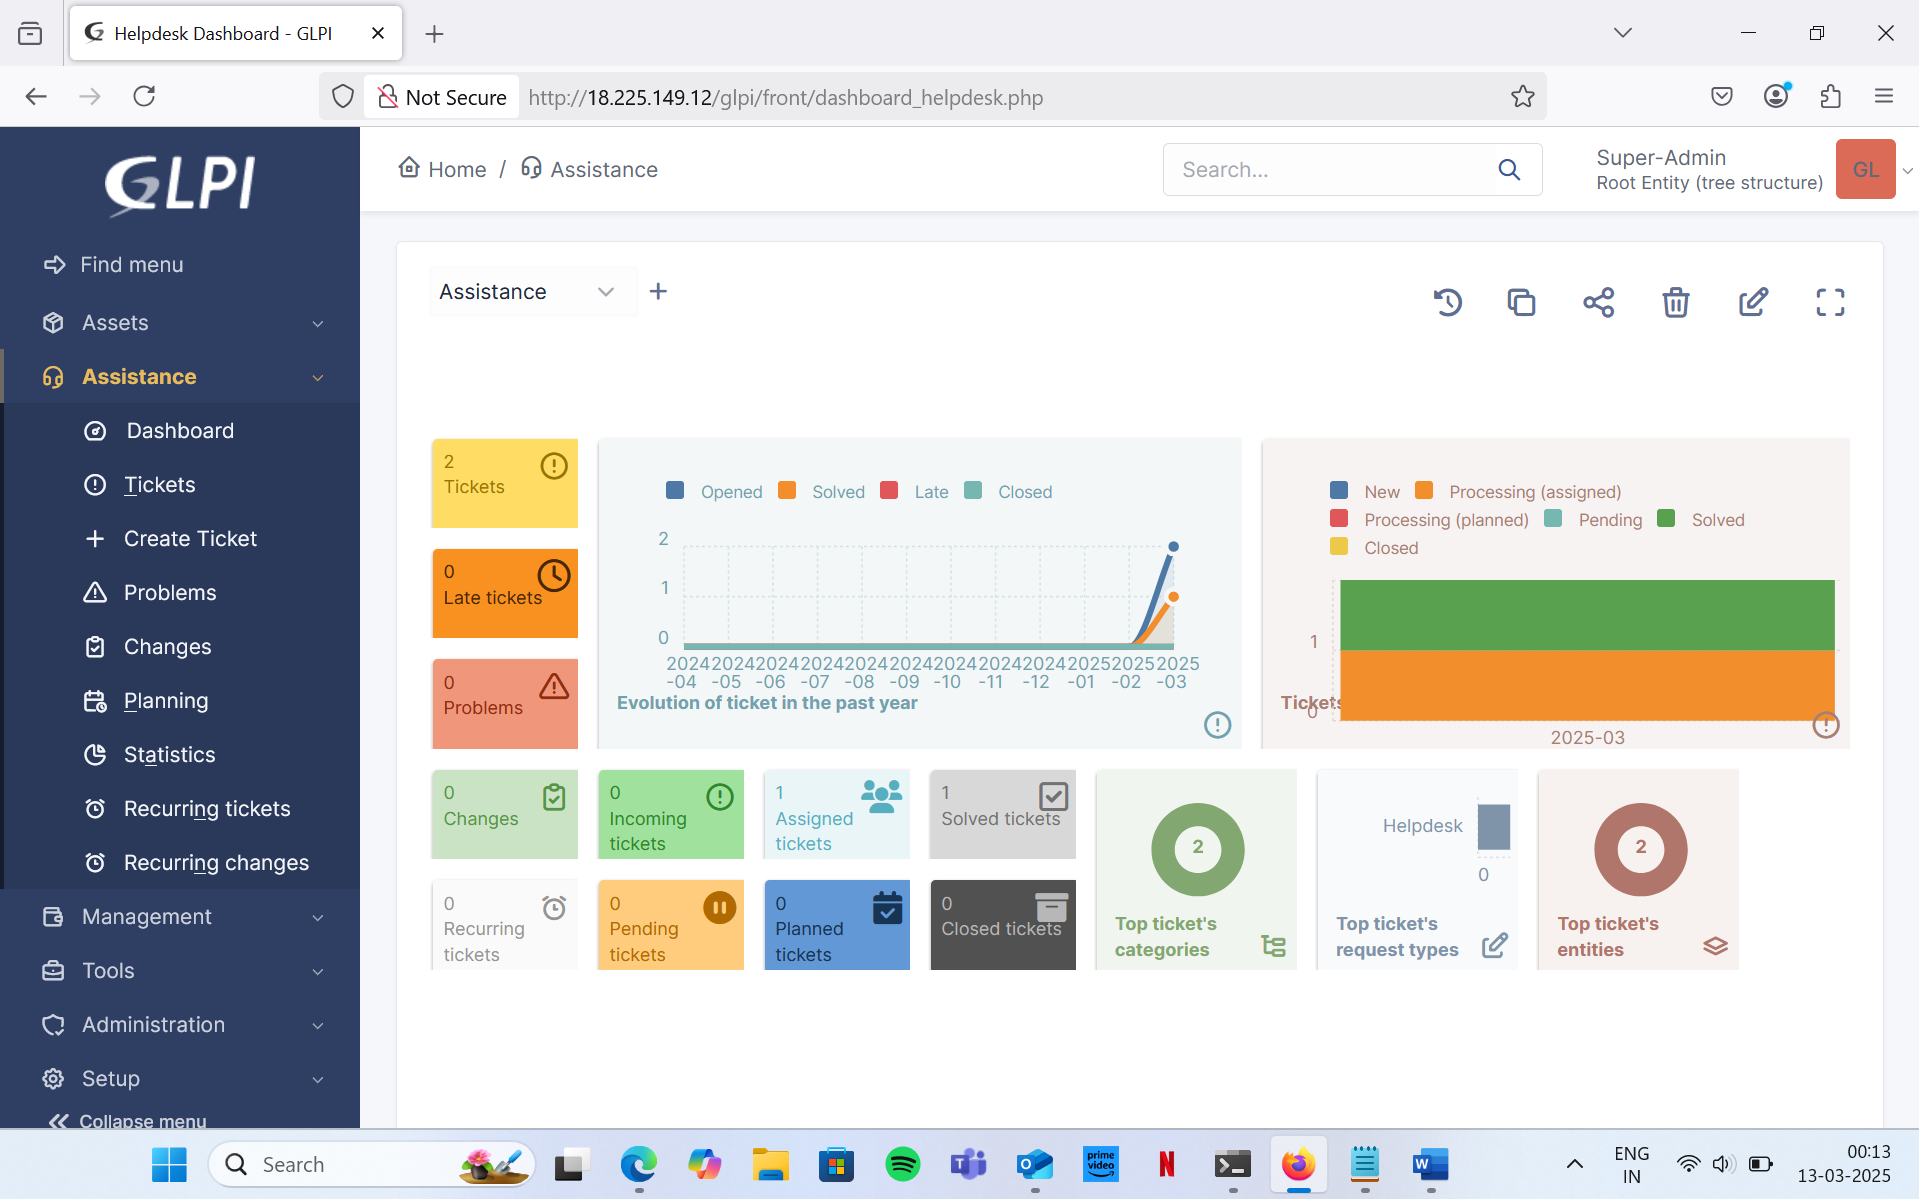 Helpdesk Dashboard - GLPI
Not Secure
http://18.225.149.12/glpi/front/dashboard_helpdesk.php
GLPI
Home / Assistance
Search...
Super-Admin
Root Entity (tree structure)
GL
Find menu
Assets
Assistance
Dashboard
Tickets
Create Ticket
Problems
Changes
Planning
Statistics
Recurring tickets
Recurring changes
Management
Tools
Administration
Setup
Collapse menu
Assistance
2
Tickets
0
Late tickets
0
Problems
Opened Solved Late Closed
2
1
0
2024-04 2024-05 2024-06 2024-07 2024-08 2024-09 2024-10 2024-11 2024-12 2025-01 2025-02 2025-03
Evolution of ticket in the past year
New Processing (assigned)
Processing (planned) Pending Solved
Closed
1
0
Tickets
2025-03
0
Changes
0
Incoming
tickets
1
Assigned
tickets
1
Solved tickets
0
Recurring
tickets
0
Pending
tickets
0
Planned
tickets
0
Closed tickets
2
Top ticket's
categories
Helpdesk
0
Top ticket's
request types
2
Top ticket's
entities
Search
prime
video
ENG
IN
00:13
13-03-2025